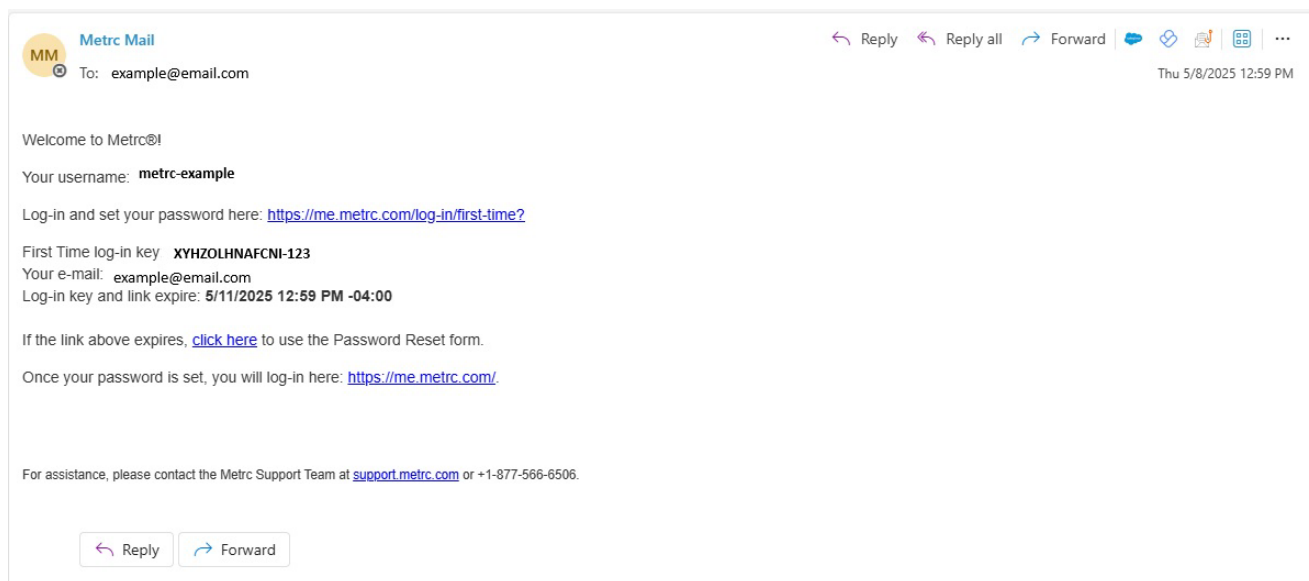 MM
Metrc Mail
To: example@email.com
Reply
Reply all
Forward
Thu 5/8/2025 12:59 PM
Welcome to Metrc®!
Your username: metrc-example
Log-in and set your password here: https://me.metrc.com/log-in/first-time?
First Time log-in key XYHZOLHNAFCNI-123
Your e-mail: example@email.com
Log-in key and link expire: 5/11/2025 12:59 PM -04:00
If the link above expires, click here to use the Password Reset form.
Once your password is set, you will log-in here: https://me.metrc.com/.
For assistance, please contact the Metrc Support Team at support.metrc.com or +1-877-566-6506.
Reply
Forward